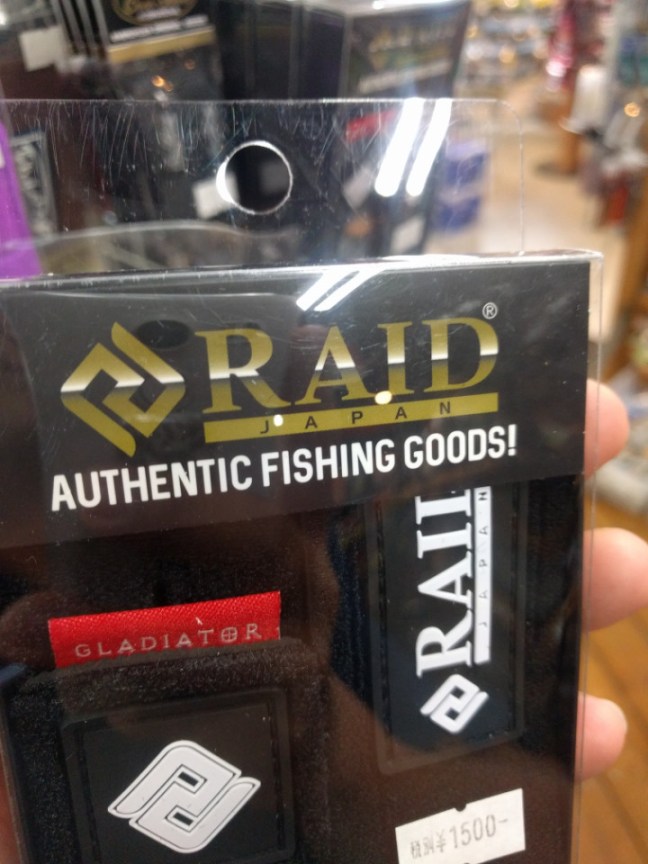 RAID®
JAPAN
AUTHENTIC FISHING GOODS!
RAID
JAPAN
GLADIATOR
税別¥1500-